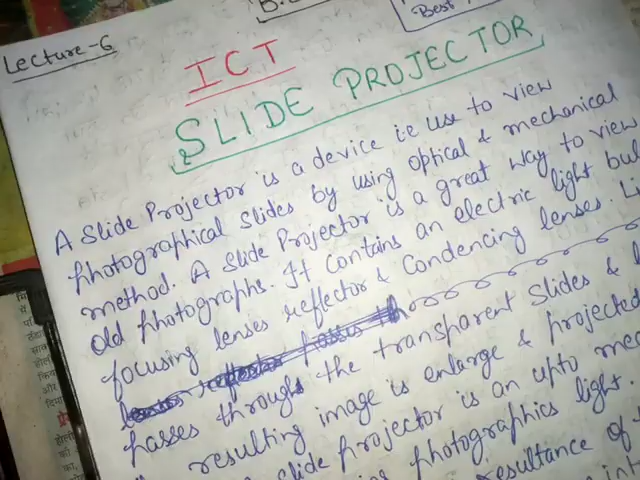 Lecture-6
Best
ICT
SLIDE PROJECTOR
A Slide Projector is a device i.e use to view
photographical slides by using optical & mechanical
method. A slide Projector is a great way to view
old photographs. It contains an electric light bul
focusing lenses reflector & condencing lenses. Li
passes through the transparent slides &
resulting image is enlarge & projected
slide projector is an upto
photographics light.